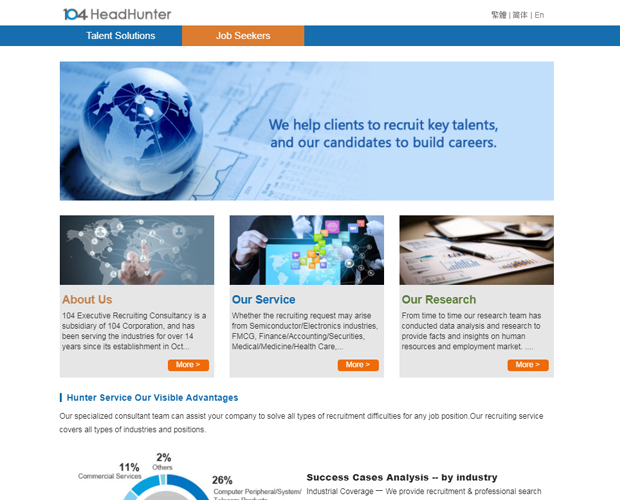 104 HeadHunter
繁體 | 简体 | En
Talent Solutions
Job Seekers
We help clients to recruit key talents,
and our candidates to build careers.
About Us
104 Executive Recruiting Consultancy is a
subsidiary of 104 Corporation, and has
been serving the industries for over 14
years since its establishment in Oct...
More >
Our Service
Whether the recruiting request may arise
from Semiconductor/Electronics industries,
FMCG, Finance/Accounting/Securities,
Medical/Medicine/Health Care,...
More >
Our Research
From time to time our research team has
conducted data analysis and research to
provide facts and insights on human
resources and employment market. ....
More >
Hunter Service Our Visible Advantages
Our specialized consultant team can assist your company to solve all types of recruitment difficulties for any job position.Our recruiting service
covers all types of industries and positions.
2%
Others
11%
Commercial Services
26%
Computer Peripheral/System/
Telecom Products
Success Cases Analysis -- by industry
Industrial Coverage ─ We provide recruitment & professional search